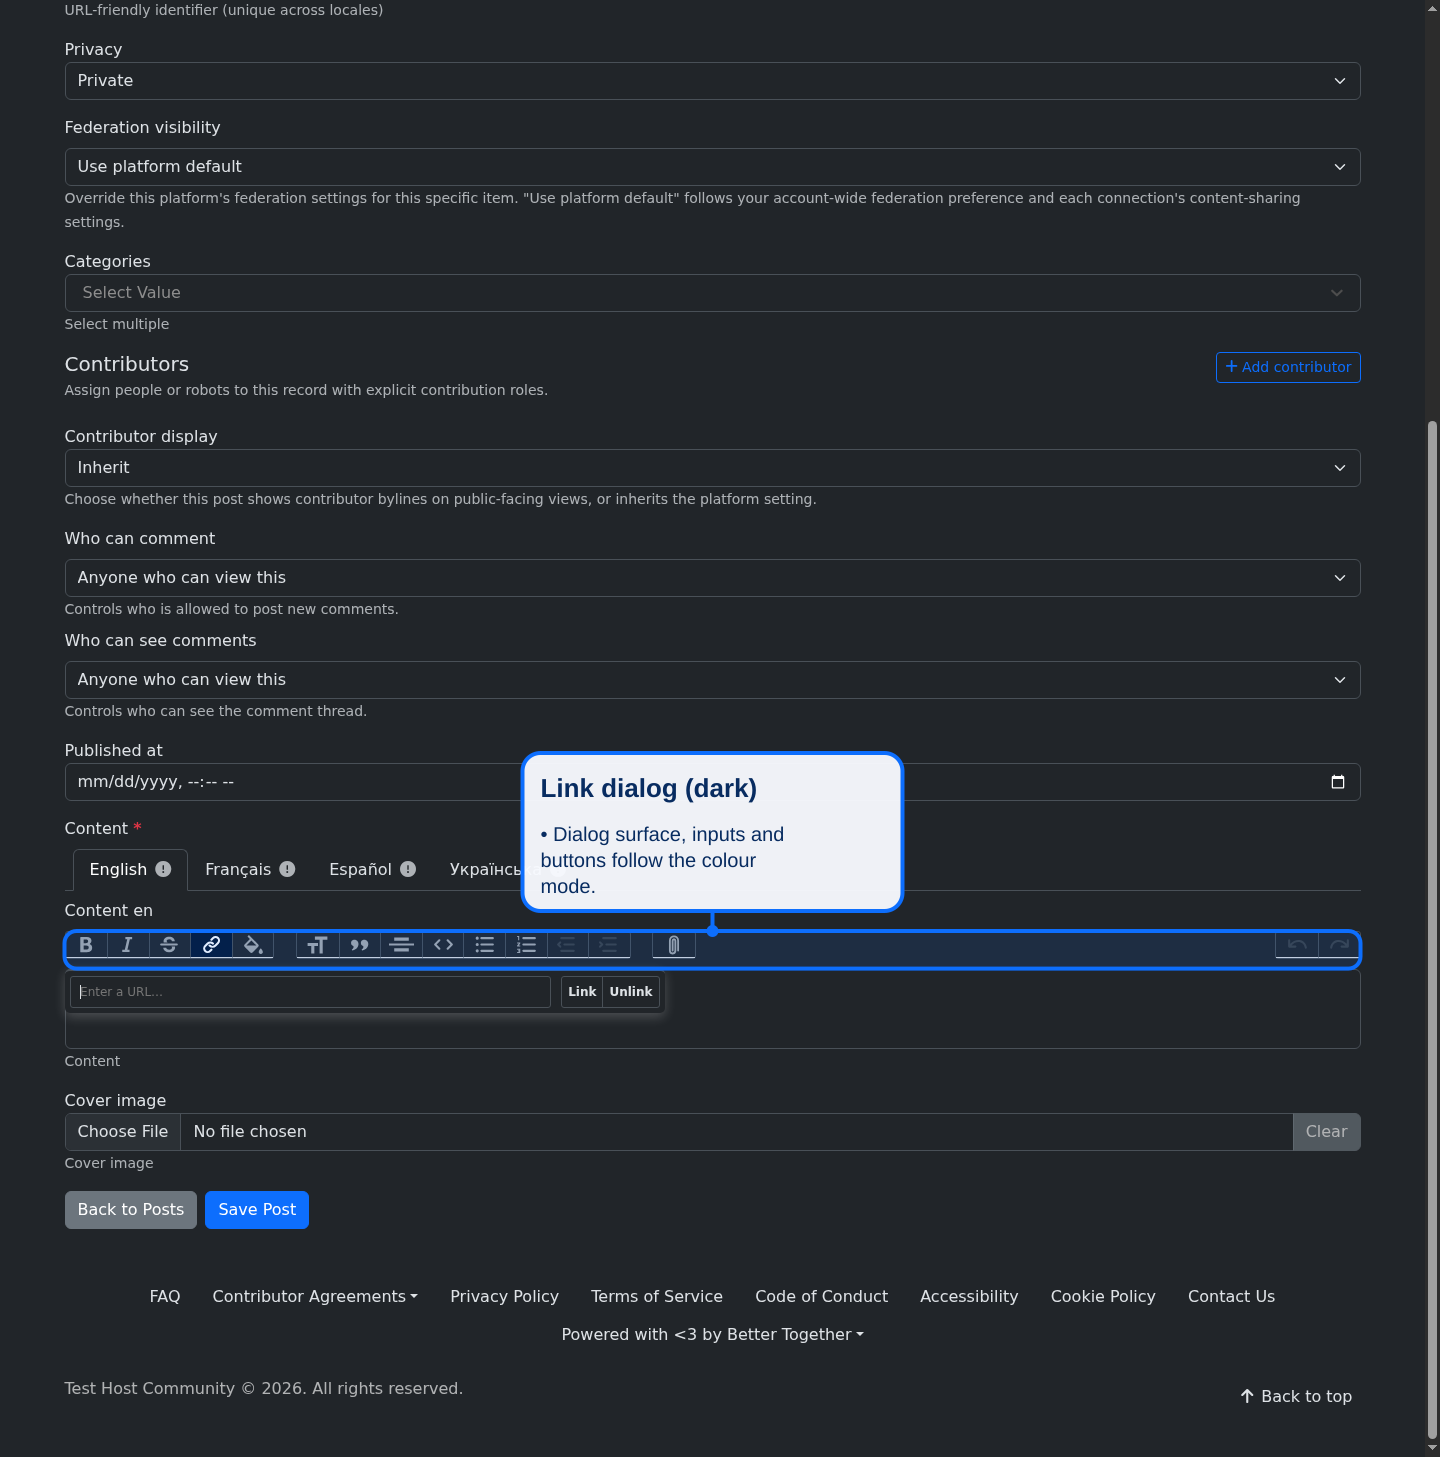 URL-friendly identifier (unique across locales)
Privacy
Private
Federation visibility
Use platform default
Override this platform's federation settings for this specific item. "Use platform default" follows your account-wide federation preference and each connection's content-sharing
settings.
Categories
Select Value
Select multiple
Contributors
Add contributor
Assign people or robots to this record with explicit contribution roles.
Contributor display
Inherit
Choose whether this post shows contributor bylines on public-facing views, or inherits the platform setting.
Who can comment
Anyone who can view this
Controls who is allowed to post new comments.
Who can see comments
Anyone who can view this
Controls who can see the comment thread.
Published at
mm/dd/yyyy, --:-- --
Link dialog (dark)
• Dialog surface, inputs and
buttons follow the colour
mode.
Content *
English Français Español
Content en
Enter a URL... Link Unlink
Content
Cover image
Choose File No file chosen Clear
Cover image
Back to Posts Save Post
FAQ Contributor Agreements Privacy Policy Terms of Service Code of Conduct Accessibility Cookie Policy Contact Us
Powered with <3 by Better Together
Test Host Community © 2026. All rights reserved.
Back to top